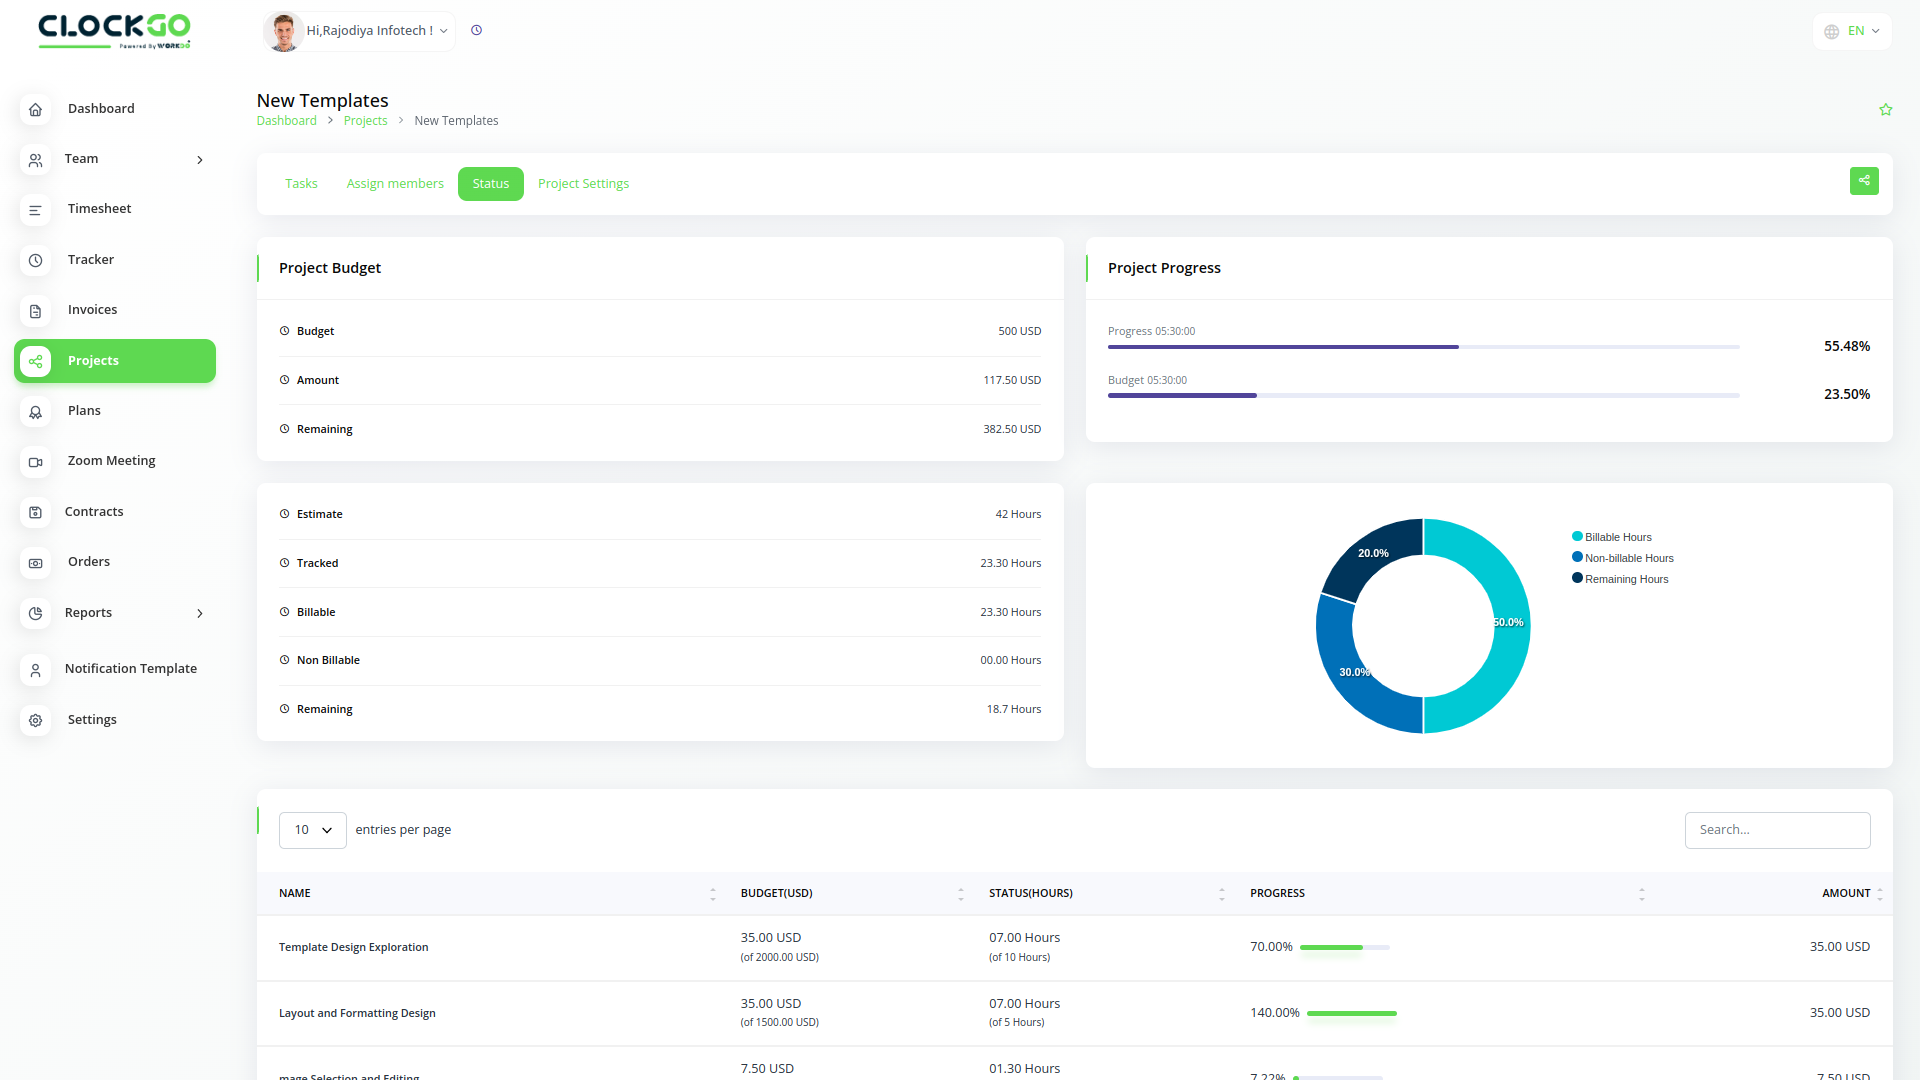 CLOCKGO
Powered By WORKDO
Hi,Rajodiya Infotech !
EN
Dashboard
Team
Timesheet
Tracker
Invoices
Projects
Plans
Zoom Meeting
Contracts
Orders
Reports
Notification Template
Settings
New Templates
Dashboard > Projects > New Templates
Tasks Assign members Status Project Settings
Project Budget
Budget 500 USD
Amount 117.50 USD
Remaining 382.50 USD
Project Progress
Progress 05:30:00
55.48%
Budget 05:30:00
23.50%
Estimate 42 Hours
Tracked 23.30 Hours
Billable 23.30 Hours
Non Billable 00.00 Hours
Remaining 18.7 Hours
20.0%
50.0%
30.0%
Billable Hours
Non-billable Hours
Remaining Hours
10 entries per page
Search...
NAME BUDGET(USD) STATUS(HOURS) PROGRESS AMOUNT
Template Design Exploration 35.00 USD 07.00 Hours 70.00% 35.00 USD
(of 2000.00 USD) (of 10 Hours)
Layout and Formatting Design 35.00 USD 07.00 Hours 140.00% 35.00 USD
(of 1500.00 USD) (of 5 Hours)
mage Selection and Editing 7.50 USD 01.30 Hours 7.22% 7.50 USD